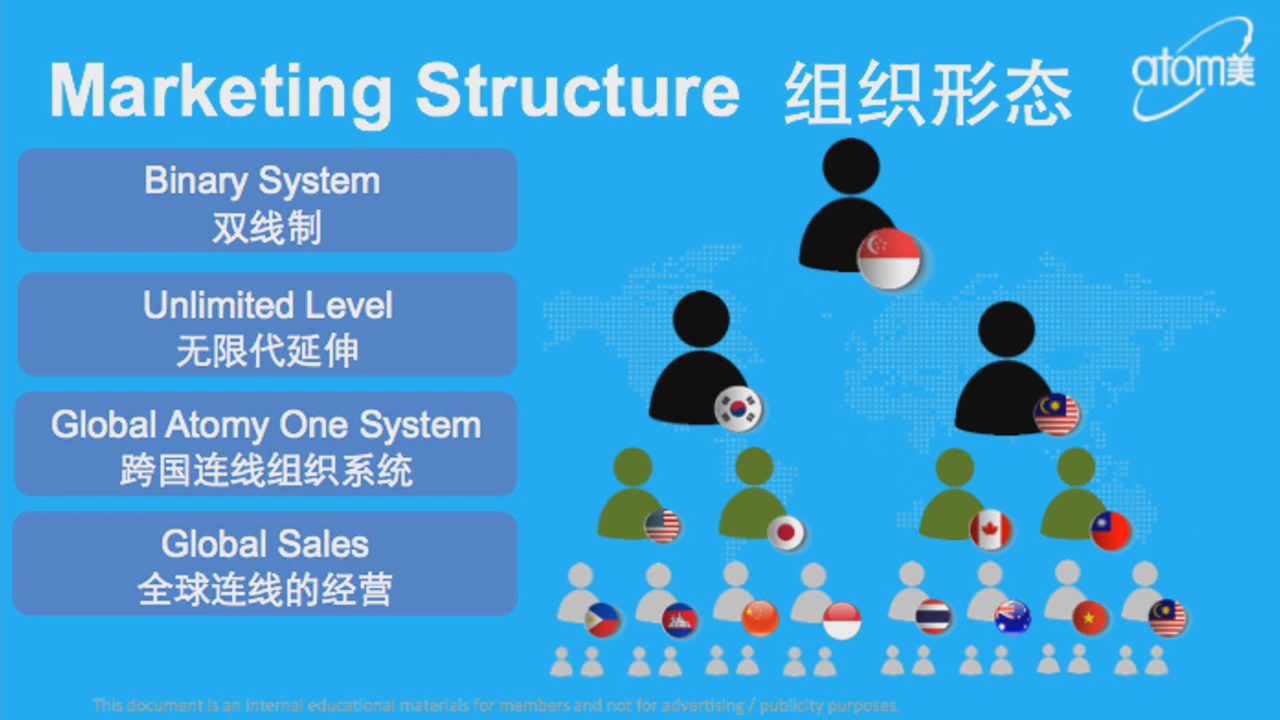 Marketing Structure 组织形态
atom美
Binary System
双线制
Unlimited Level
无限代延伸
Global Atomy One System
跨国连线组织系统
Global Sales
全球连线的经营
This document is an internal educational materials for members and not for advertising / publicity purposes.